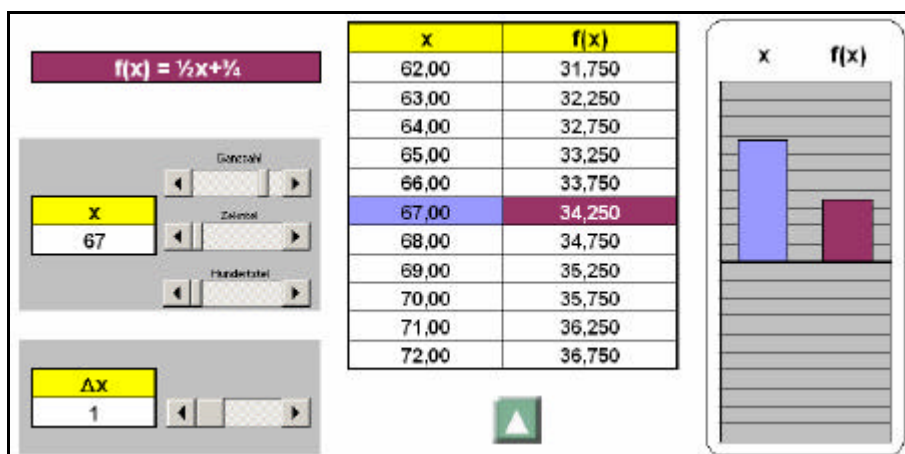 f(x) = ½x+¾
Ganzzahl
x
67
Zehntel
Hundertstel
Δx
1
x f(x)
62,00 31,750
63,00 32,250
64,00 32,750
65,00 33,250
66,00 33,750
67,00 34,250
68,00 34,750
69,00 35,250
70,00 35,750
71,00 36,250
72,00 36,750
x f(x)